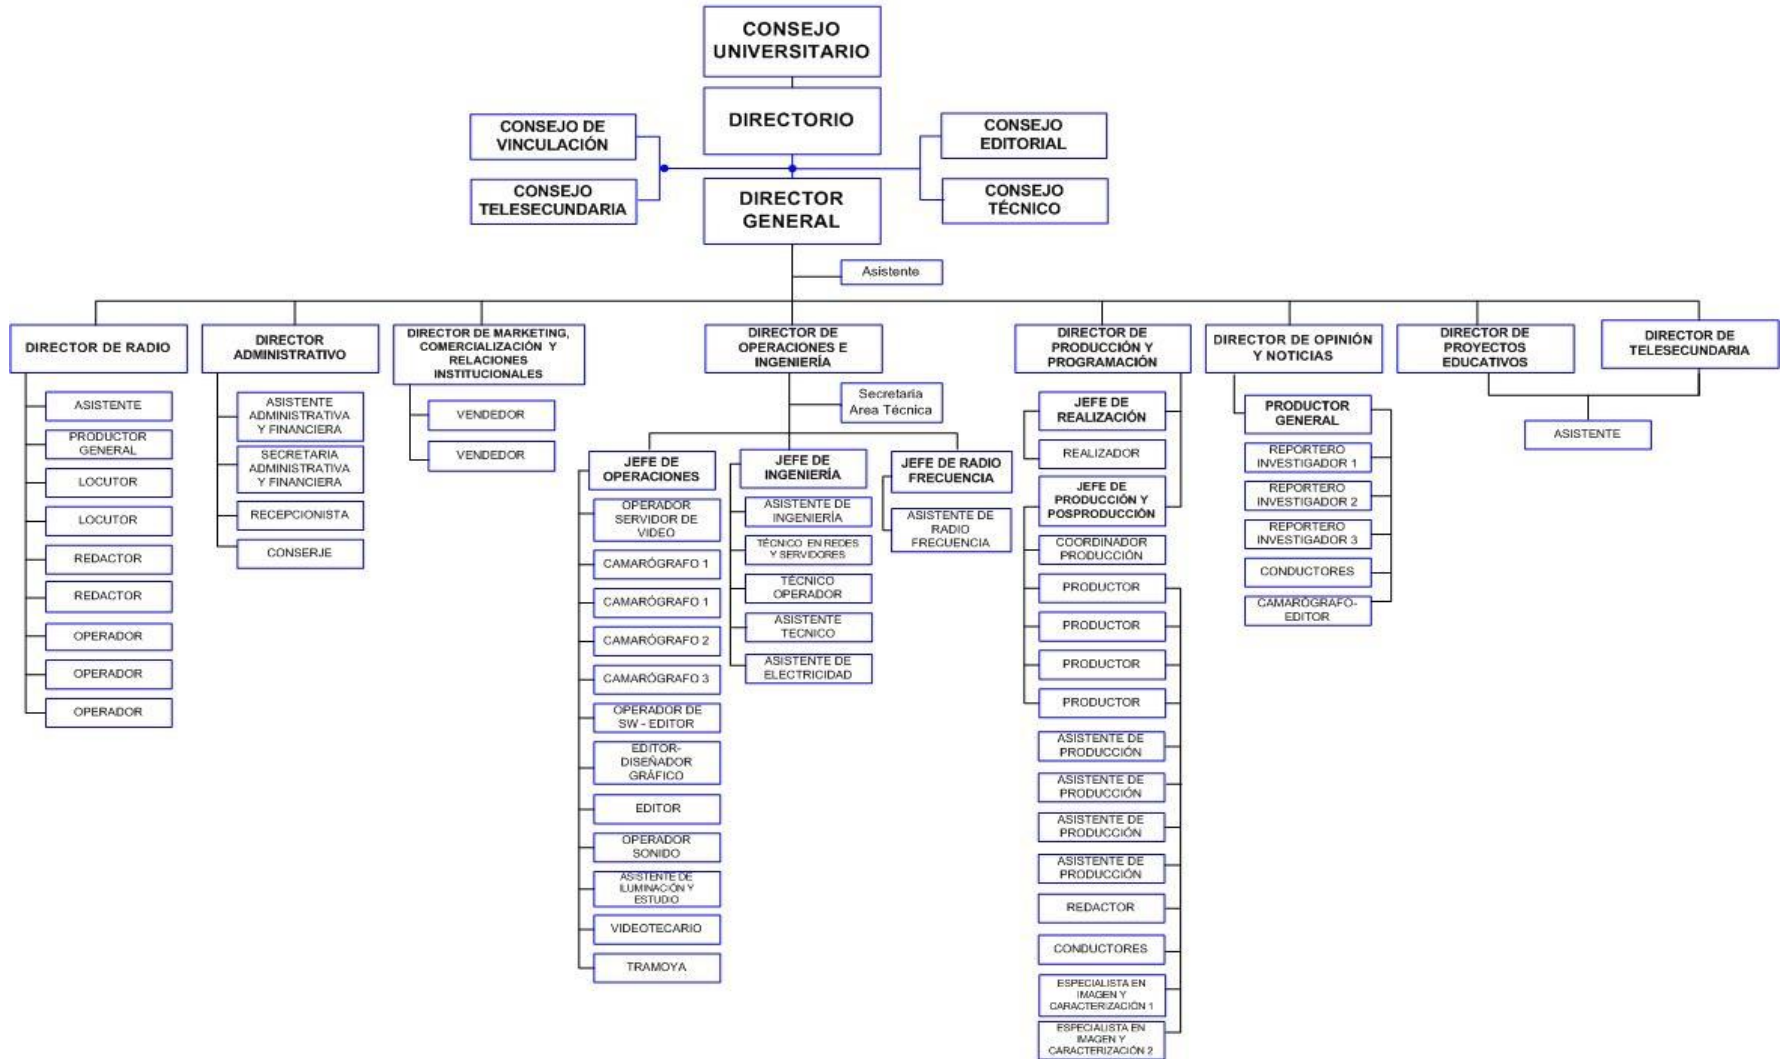 CONSEJO
UNIVERSITARIO
DIRECTORIO
CONSEJO DE
VINCULACIÓN
CONSEJO
EDITORIAL
CONSEJO
TELESECUNDARIA
CONSEJO
TÉCNICO
DIRECTOR
GENERAL
Asistente
DIRECTOR DE RADIO
ASISTENTE
PRODUCTOR
GENERAL
LOCUTOR
LOCUTOR
REDACTOR
REDACTOR
OPERADOR
OPERADOR
OPERADOR
DIRECTOR
ADMINISTRATIVO
ASISTENTE
ADMINISTRATIVA
Y FINANCIERA
SECRETARIA
ADMINISTRATIVA
Y FINANCIERA
RECEPCIONISTA
CONSERJE
DIRECTOR DE MARKETING,
COMERCIALIZACIÓN Y
RELACIONES
INSTITUCIONALES
VENDEDOR
VENDEDOR
DIRECTOR DE
OPERACIONES E
INGENIERÍA
Secretaria
Area Técnica
JEFE DE
OPERACIONES
OPERADOR
SERVIDOR DE
VIDEO
CAMARÓGRAFO 1
CAMARÓGRAFO 1
CAMARÓGRAFO 2
CAMARÓGRAFO 3
OPERADOR DE
SW - EDITOR
EDITOR-
DISEÑADOR
GRÁFICO
EDITOR
OPERADOR
SONIDO
ASISTENTE DE
ILUMINACIÓN Y
ESTUDIO
VIDEOTECARIO
TRAMOYA
JEFE DE
INGENIERÍA
ASISTENTE DE
INGENIERÍA
TÉCNICO EN REDES
Y SERVIDORES
TÉCNICO
OPERADOR
ASISTENTE
TECNICO
ASISTENTE DE
ELECTRICIDAD
JEFE DE RADIO
FRECUENCIA
ASISTENTE DE
RADIO
FRECUENCIA
DIRECTOR DE
PRODUCCIÓN Y
PROGRAMACIÓN
JEFE DE
REALIZACIÓN
REALIZADOR
JEFE DE
PRODUCCIÓN Y
POSPRODUCCIÓN
COORDINADOR
PRODUCCIÓN
PRODUCTOR
PRODUCTOR
PRODUCTOR
PRODUCTOR
ASISTENTE DE
PRODUCCIÓN
ASISTENTE DE
PRODUCCIÓN
ASISTENTE DE
PRODUCCIÓN
ASISTENTE DE
PRODUCCIÓN
REDACTOR
CONDUCTORES
ESPECIALISTA EN
IMAGEN Y
CARACTERIZACIÓN 1
ESPECIALISTA EN
IMAGEN Y
CARACTERIZACIÓN 2
DIRECTOR DE OPINIÓN
Y NOTICIAS
PRODUCTOR
GENERAL
REPORTERO
INVESTIGADOR 1
REPORTERO
INVESTIGADOR 2
REPORTERO
INVESTIGADOR 3
CONDUCTORES
CAMARÓGRAFO-
EDITOR
DIRECTOR DE
PROYECTOS
EDUCATIVOS
DIRECTOR DE
TELESECUNDARIA
ASISTENTE